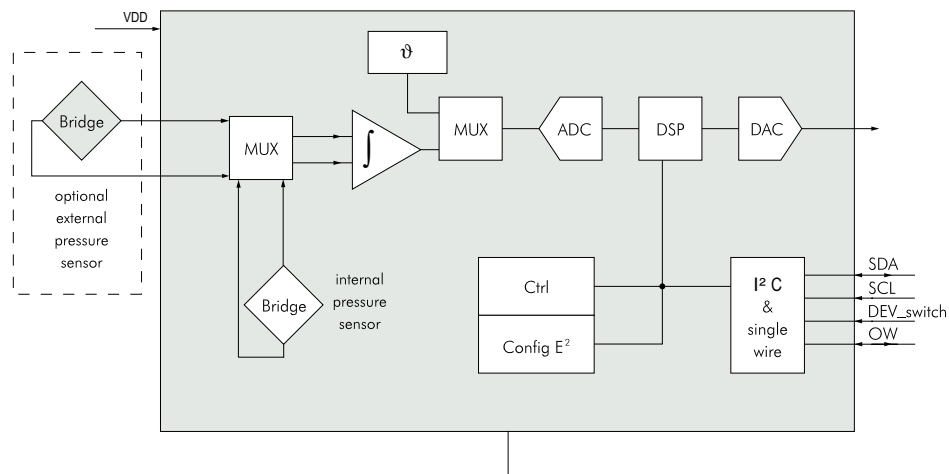 VDD
ϑ
Bridge
MUX
∫
MUX
ADC
DSP
DAC
optional
external
pressure
sensor
Bridge
internal
pressure
sensor
Ctrl
Config E²
I² C
&
single
wire
SDA
SCL
DEV_switch
OW